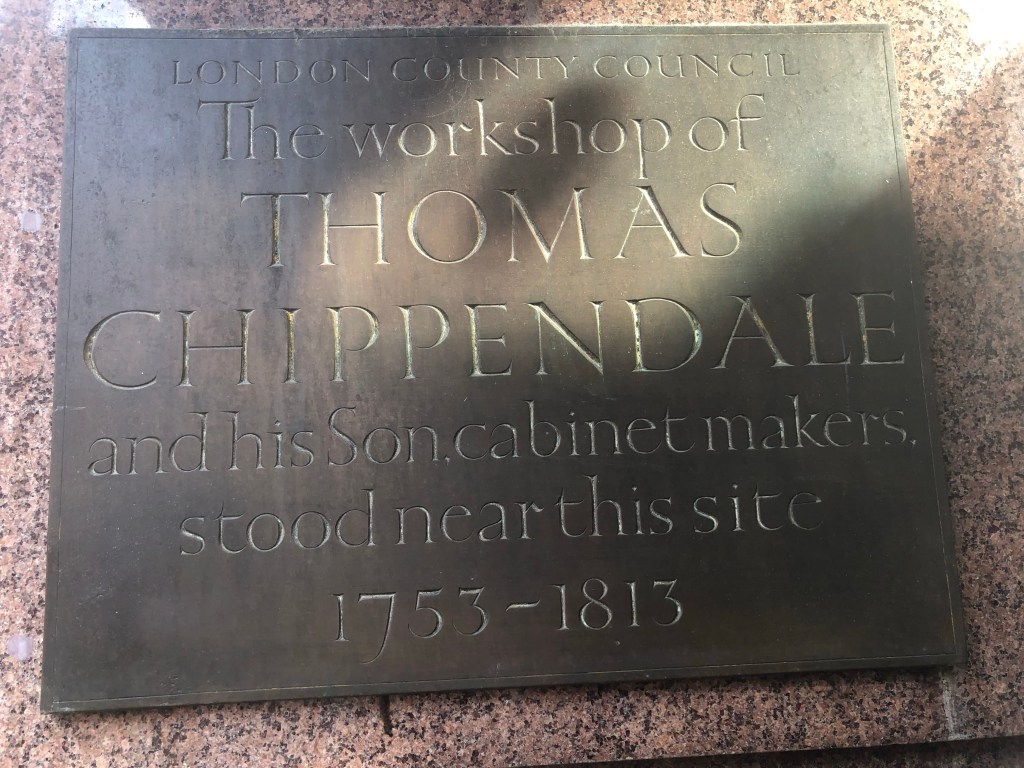 LONDON COUNTY COUNCIL
The workshop of
THOMAS
CHIPPENDALE
and his Son, cabinet makers,
stood near this site
1753-1813